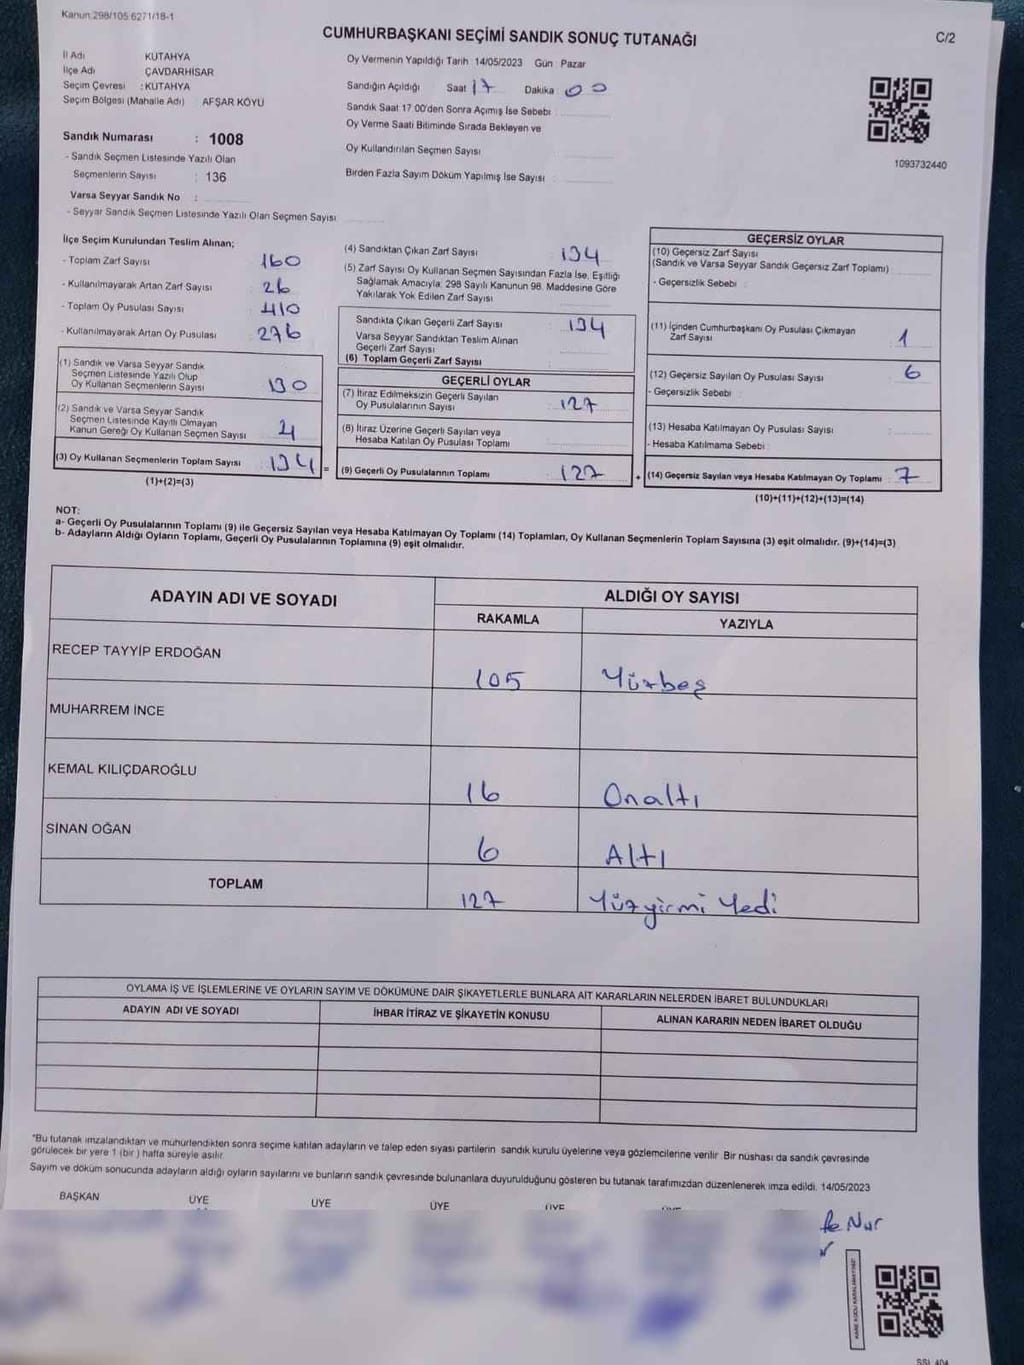 Kanun:298/105.6271/18-1
CUMHURBAŞKANI SEÇİMİ SANDIK SONUÇ TUTANAĞI
C/2
İl Adı KUTAHYA
İlçe Adı ÇAVDARHİSAR
Seçim Çevresi : KUTAHYA
Seçim Bölgesi (Mahalle Adı) AFŞAR KÖYÜ
Sandık Numarası : 1008
- Sandık Seçmen Listesinde Yazılı Olan
Seçmenlerin Sayısı : 136
Varsa Seyyar Sandık No :
- Seyyar Sandık Seçmen Listesinde Yazılı Olan Seçmen Sayısı
Oy Vermenin Yapıldığı Tarih : 14/05/2023 Gün : Pazar
Sandığın Açıldığı Saat 17 Dakika 00
Sandık Saat 17.00'den Sonra Açımış İse Sebebi :
Oy Verme Saati Bitiminde Sırada Bekleyen ve
Oy Kullandırılan Seçmen Sayısı
Birden Fazla Sayım Döküm Yapılmış İse Sayısı :
1093732440
İlçe Seçim Kurulundan Teslim Alınan;
- Toplam Zarf Sayısı 160
- Kullanılmayarak Artan Zarf Sayısı 26
- Toplam Oy Pusulası Sayısı 410
- Kullanılmayarak Artan Oy Pusulası 276
(1) Sandık ve Varsa Seyyar Sandık
Seçmen Listesinde Yazılı Olup
Oy Kullanan Seçmenlerin Sayısı 130
(2) Sandık ve Varsa Seyyar Sandık
Seçmen Listesinde Kayıtlı Olmayan
Kanun Gereği Oy Kullanan Seçmen Sayısı 4
(3) Oy Kullanan Seçmenlerin Toplam Sayısı : 134 =
(1)+(2)=(3)
(4) Sandıktan Çıkan Zarf Sayısı 134
(5) Zarf Sayısı Oy Kullanan Seçmen Sayısından Fazla İse, Eşitliği
Sağlamak Amacıyla; 298 Sayılı Kanunun 98. Maddesine Göre
Yakılarak Yok Edilen Zarf Sayısı
Sandıkta Çıkan Geçerli Zarf Sayısı 134
Varsa Seyyar Sandıktan Teslim Alınan
Geçerli Zarf Sayısı
(6) Toplam Geçerli Zarf Sayısı
GEÇERLİ OYLAR
(7) İtiraz Edilmeksizin Geçerli Sayılan
Oy Pusulalarının Sayısı 127
(8) İtiraz Üzerine Geçerli Sayılan veya
Hesaba Katılan Oy Pusulası Toplamı
(9) Geçerli Oy Pusulalarının Toplamı 127 +
GEÇERSİZ OYLAR
(10) Geçersiz Zarf Sayısı
(Sandık ve Varsa Seyyar Sandık Geçersiz Zarf Toplamı)
- Geçersizlik Sebebi :
(11) İçinden Cumhurbaşkanı Oy Pusulası Çıkmayan
Zarf Sayısı 1
(12) Geçersiz Sayılan Oy Pusulası Sayısı 6
- Geçersizlik Sebebi
(13) Hesaba Katılmayan Oy Pusulası Sayısı
- Hesaba Katılmama Sebebi
(14) Geçersiz Sayılan veya Hesaba Katılmayan Oy Toplamı : 7
(10)+(11)+(12)+(13)=(14)
NOT:
a- Geçerli Oy Pusulalarının Toplamı (9) ile Geçersiz Sayılan veya Hesaba Katılmayan Oy Toplamı (14) Toplamları, Oy Kullanan Seçmenlerin Toplam Sayısına (3) eşit olmalıdır. (9)+(14)=(3)
b- Adayların Aldığı Oyların Toplamı, Geçerli Oy Pusulalarının Toplamına (9) eşit olmalıdır.
ADAYIN ADI VE SOYADI
ALDIĞI OY SAYISI
RAKAMLA YAZIYLA
RECEP TAYYİP ERDOĞAN 105 Yüzbeş
MUHARREM İNCE
KEMAL KILIÇDAROĞLU 16 Onaltı
SİNAN OĞAN 6 Altı
TOPLAM 127 Yüzyirmi Yedi
OYLAMA İŞ VE İŞLEMLERİNE VE OYLARIN SAYIM VE DÖKÜMÜNE DAİR ŞİKAYETLERLE BUNLARA AİT KARARLARIN NELERDEN İBARET BULUNDUKLARI
ADAYIN ADI VE SOYADI İHBAR İTİRAZ VE ŞİKAYETİN KONUSU ALINAN KARARIN NEDEN İBARET OLDUĞU
"Bu tutanak imzalandıktan ve mühürlendikten sonra seçime katılan adayların ve talep eden siyasi partilerin sandık kurulu üyelerine veya gözlemcilerine verilir. Bir nüshası da sandık çevresinde
görülecek bir yere 1 (bir) hafta süreyle asılır.
Sayım ve döküm sonucunda adayların aldığı oyların sayılarını ve bunların sandık çevresinde bulunanlara duyurulduğunu gösteren bu tutanak tarafımızdan düzenlenerek imza edildi. 14/05/2023
BAŞKAN ÜYE ÜYE ÜYE ÜYE
Nur